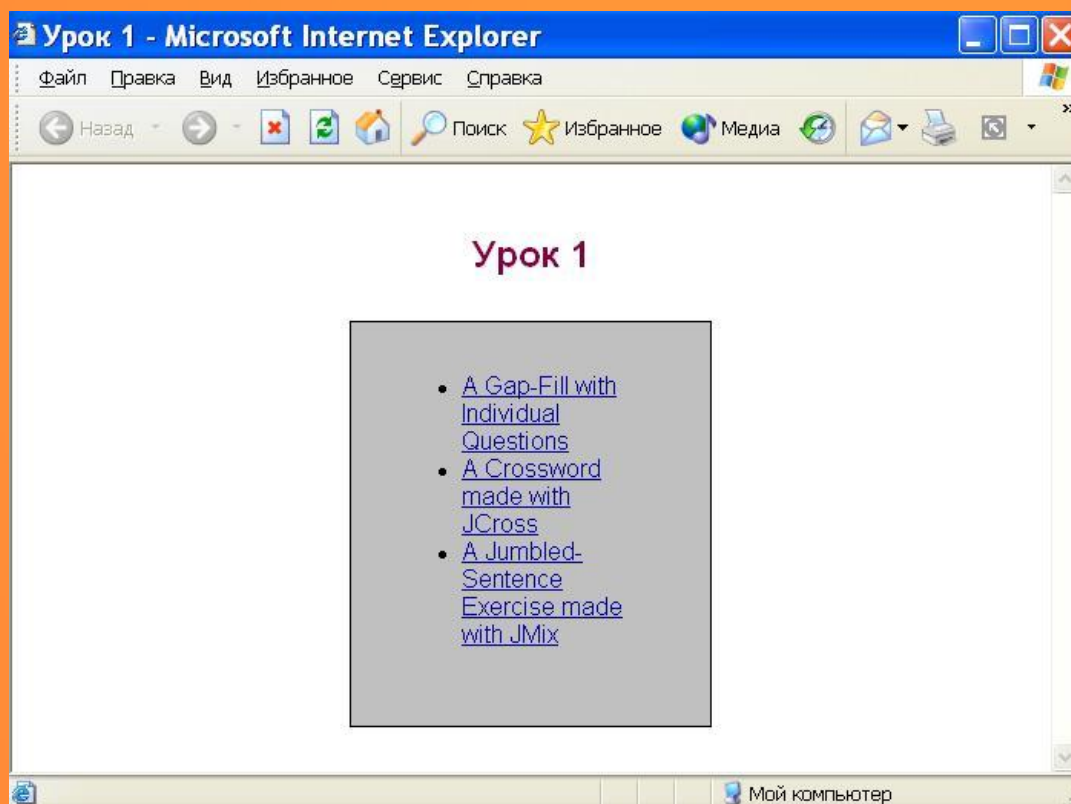 Урок 1 - Microsoft Internet Explorer
Файл Правка Вид Избранное Сервис Справка
Назад Поиск Избранное Медиа »
Урок 1
• A Gap-Fill with
Individual
Questions
• A Crossword
made with
JCross
• A Jumbled-
Sentence
Exercise made
with JMix
Мой компьютер